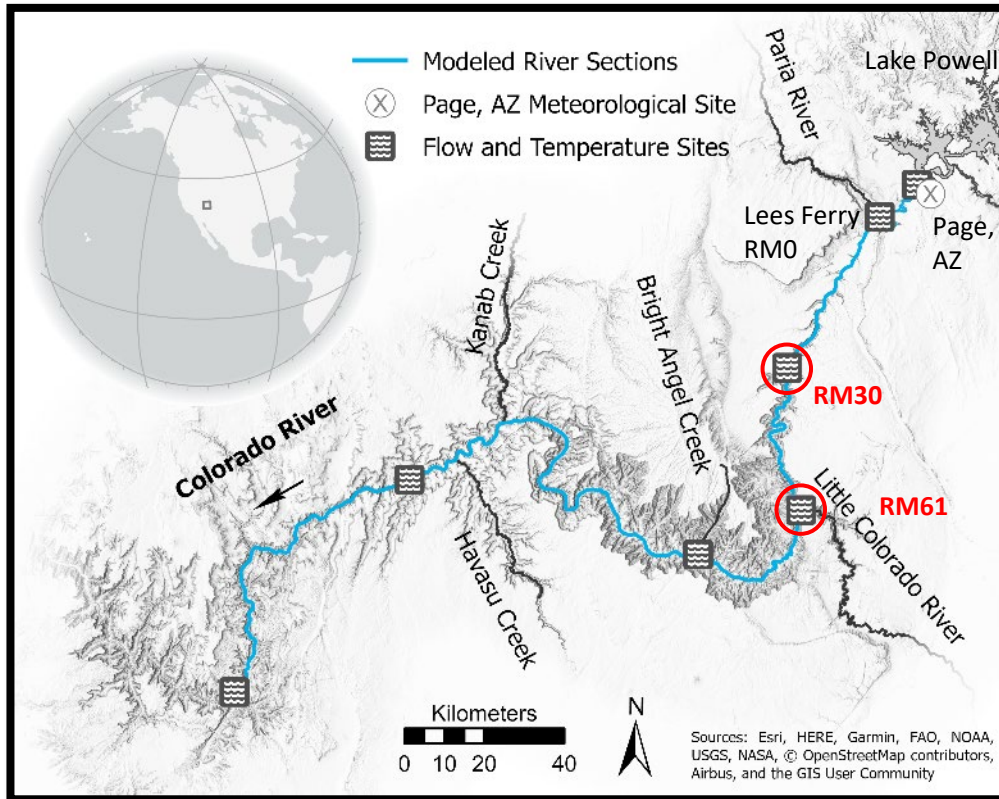 Modeled River Sections
Page, AZ Meteorological Site
Flow and Temperature Sites
Paria River
Lake Powell
Lees Ferry
RM0
Page,
AZ
Kanab Creek
Bright Angel Creek
RM30
Colorado River
Little Colorado River
RM61
Havasu Creek
Kilometers
0 10 20 40
N
Sources: Esri, HERE, Garmin, FAO, NOAA,
USGS, NASA, © OpenStreetMap contributors,
Airbus, and the GIS User Community